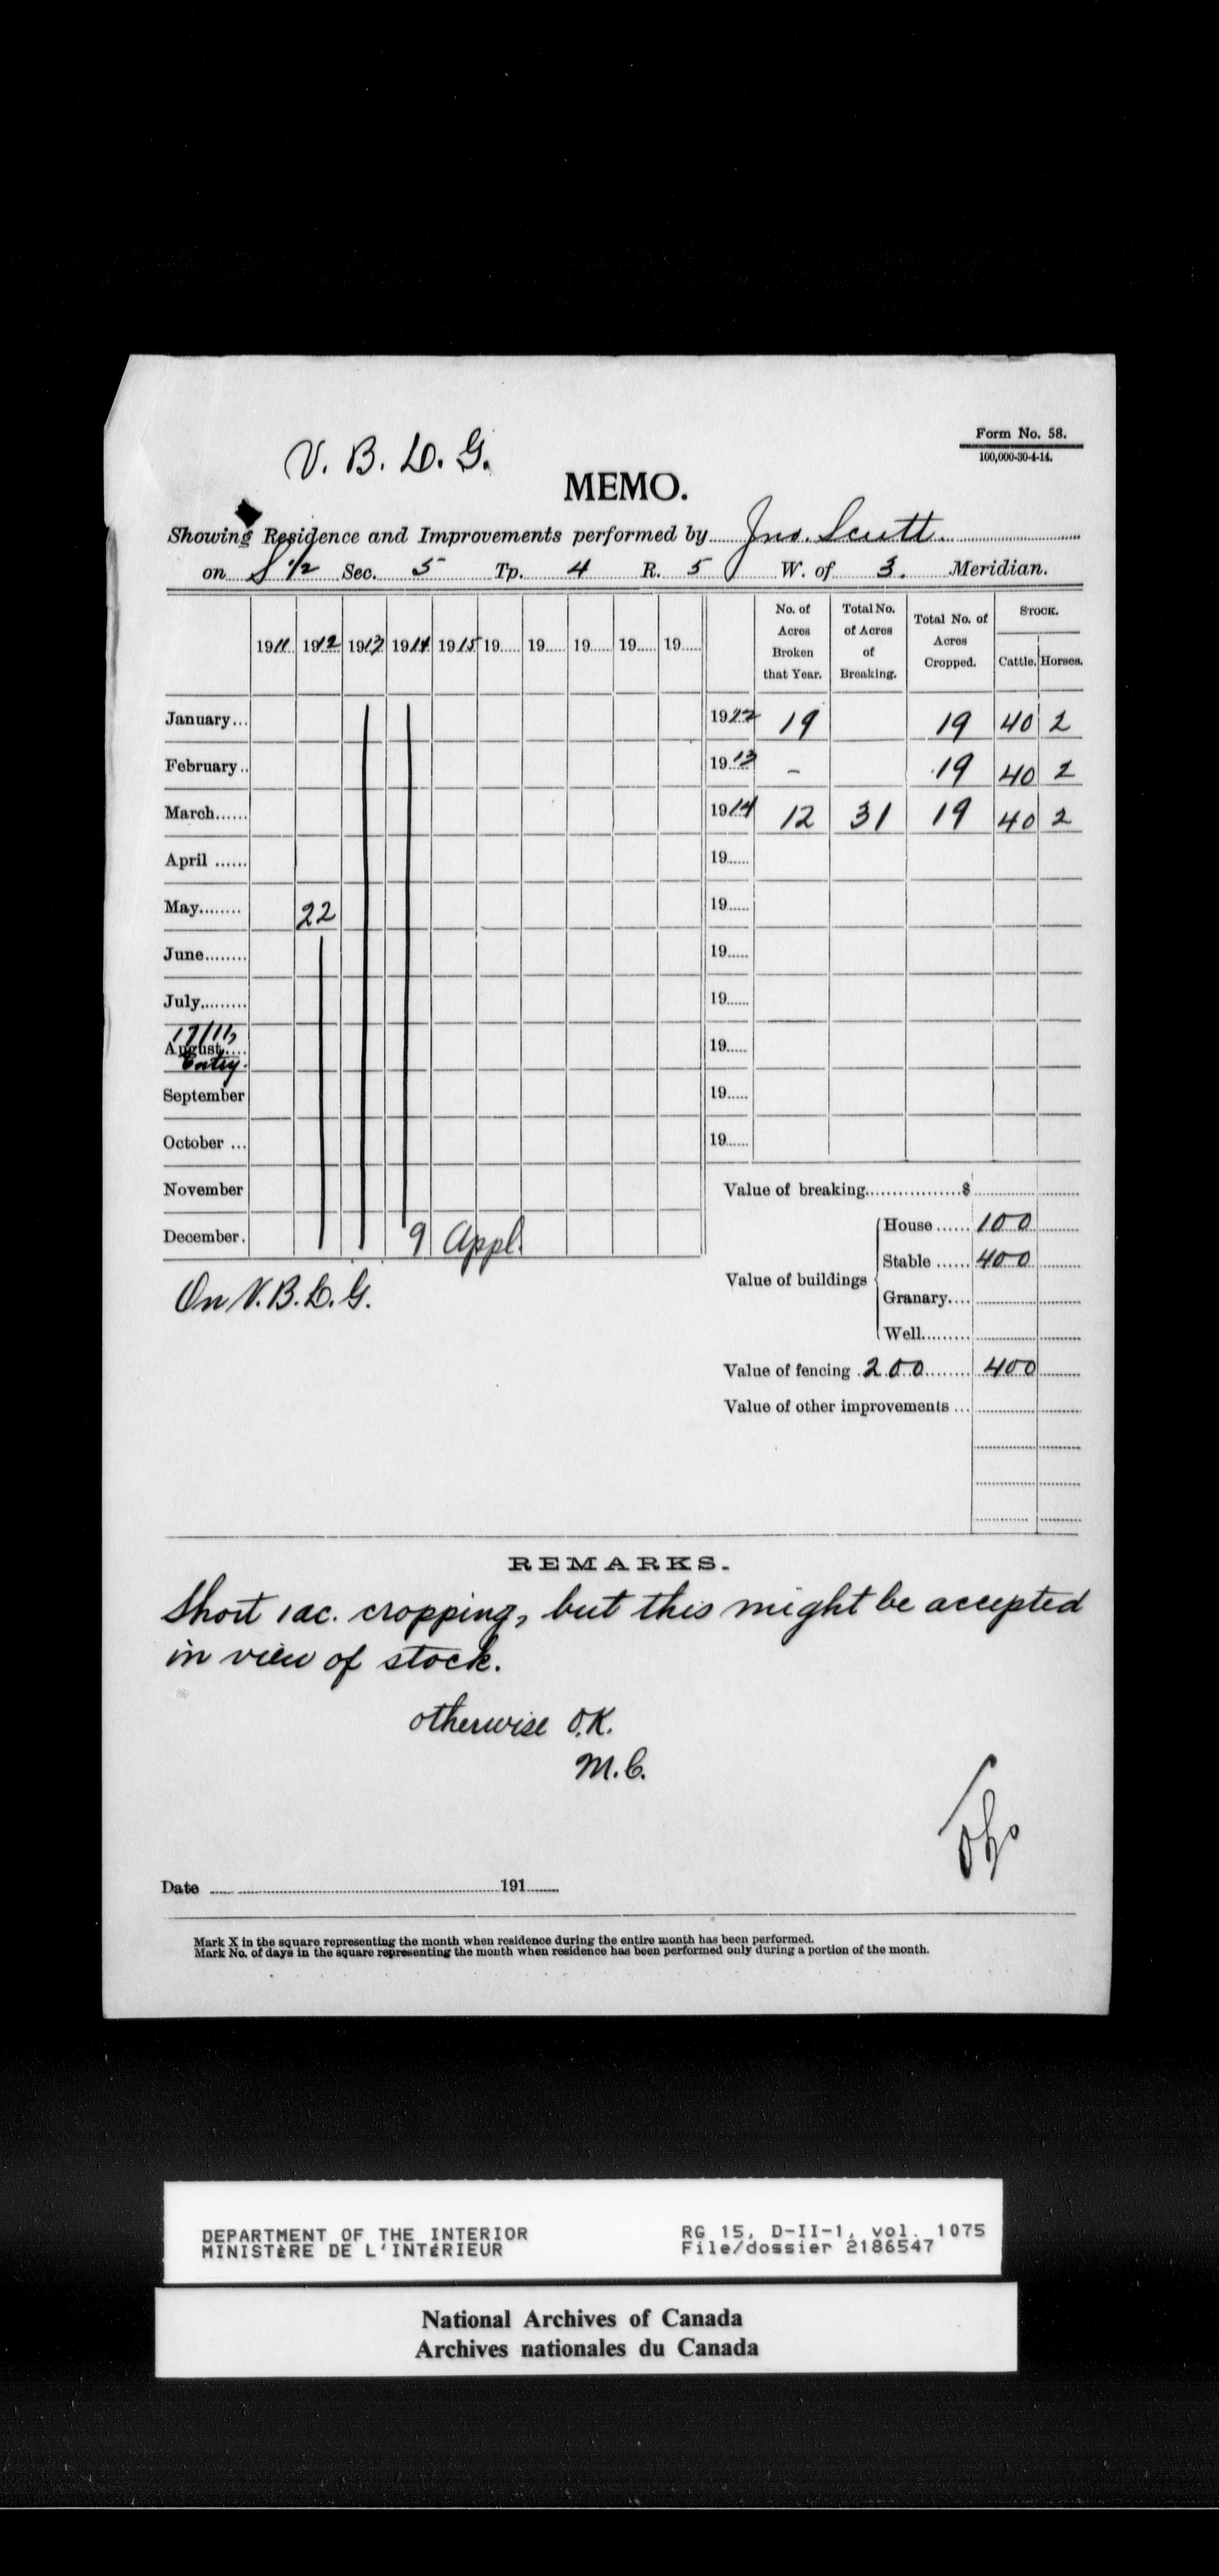 V. B. L. G.
Form No. 58.
100,000-30-4-14.
MEMO.
Showing Residence and Improvements performed by Jno. Scutt
on S 1/2 Sec. 5 Tp. 4 R. 5 W. of 3. Meridian.
1911 1912 1913 1914 1915 19..... 19..... 19..... 19..... 19..... No. of Acres Broken that Year. Total No. of Acres of Breaking. Total No. of Acres Cropped. STOCK. Cattle. Horses.
January... 1912 19 19 40 2
February.. 1913 – 19 40 2
March...... 1914 12 31 19 40 2
April ...... 19.....
May........ 22 19.....
June........ 19.....
July......... 19.....
17/11
August.... 19.....
Entry.
September 19.....
October ... 19.....
November
Value of breaking.................$
December. 9 Appl.
House ...... 100
Stable ...... 400
Value of buildings
Granary....
Well.........
On V. B. L. G.
Value of fencing 200 400
Value of other improvements ...
REMARKS.
Short 1 ac. cropping, but this might be accepted
in view of stock.
otherwise O.K.
M.C.
Date 191
Mark X in the square representing the month when residence during the entire month has been performed.
Mark No. of days in the square representing the month when residence has been performed only during a portion of the month.
DEPARTMENT OF THE INTERIOR
MINISTÈRE DE L'INTÉRIEUR
RG 15, D-II-1, vol. 1075
File/dossier 2186547
National Archives of Canada
Archives nationales du Canada